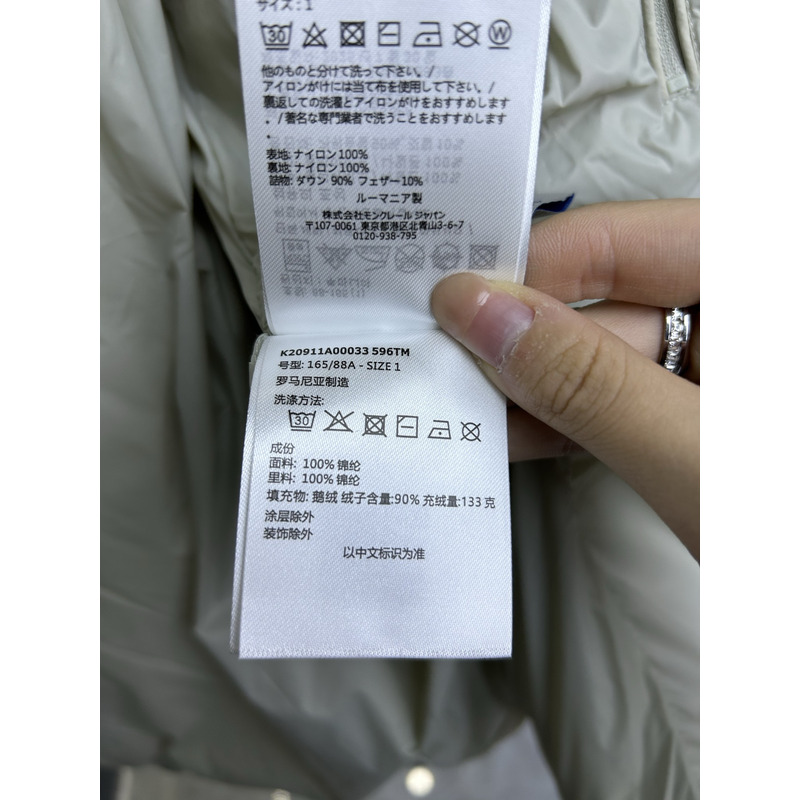 サイズ: 1
30
W
他のものと分けて洗って下さい。/
アイロンがけには当て布を使用して下さい。/
裏返しての洗濯とアイロンがけをおすすめします
。/著名な専門業者で洗うことをおすすめします
。
表地: ナイロン100%
裏地: ナイロン100%
詰物: ダウン 90% フェザー10%
ルーマニア製
株式会社モンクレール ジャパン
〒107-0061 東京都港区北青山3-6-7
0120-938-795
K20911A00033 596TM
号型: 165/88A - SIZE 1
罗马尼亚制造
洗涤方法:
30
成份
面料: 100% 锦纶
里料: 100% 锦纶
填充物: 鹅绒 绒子含量:90% 充绒量:133 克
涂层除外
装饰除外
以中文标识为准